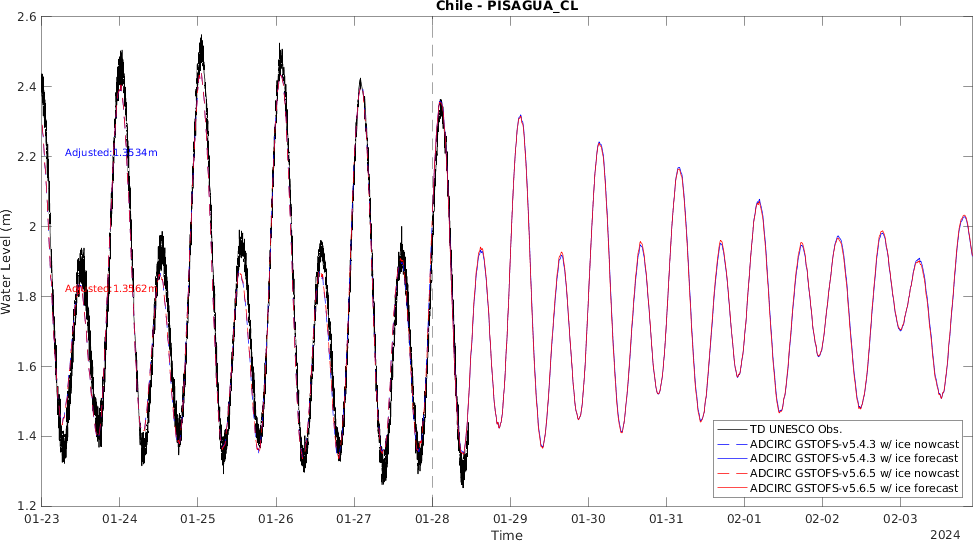 Chile - PISAGUA_CL
2.6
2.4
2.2
2
1.8
1.6
1.4
1.2
Water Level (m)
Adjusted:1.3534m
Adjusted:1.3562m
TD UNESCO Obs.
ADCIRC GSTOFS-v5.4.3 w/ ice nowcast
ADCIRC GSTOFS-v5.4.3 w/ ice forecast
ADCIRC GSTOFS-v5.6.5 w/ ice nowcast
ADCIRC GSTOFS-v5.6.5 w/ ice forecast
01-23 01-24 01-25 01-26 01-27 01-28 01-29 01-30 01-31 02-01 02-02 02-03
Time
2024